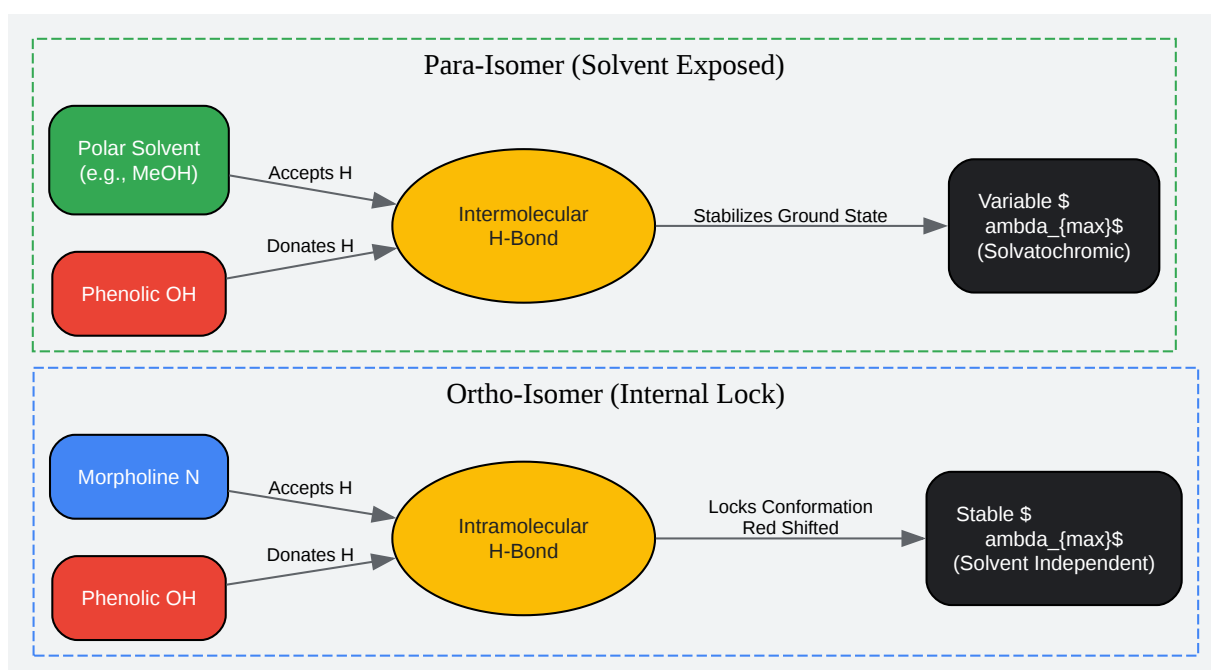 Para-Isomer (Solvent Exposed)
Polar Solvent
(e.g., MeOH)
Accepts H
Phenolic OH
Donates H
Intermolecular
H-Bond
Stabilizes Ground State
Variable $
ambda_{max}$
(Solvatochromic)
Ortho-Isomer (Internal Lock)
Morpholine N
Accepts H
Phenolic OH
Donates H
Intramolecular
H-Bond
Locks Conformation
Red Shifted
Stable $
ambda_{max}$
(Solvent Independent)